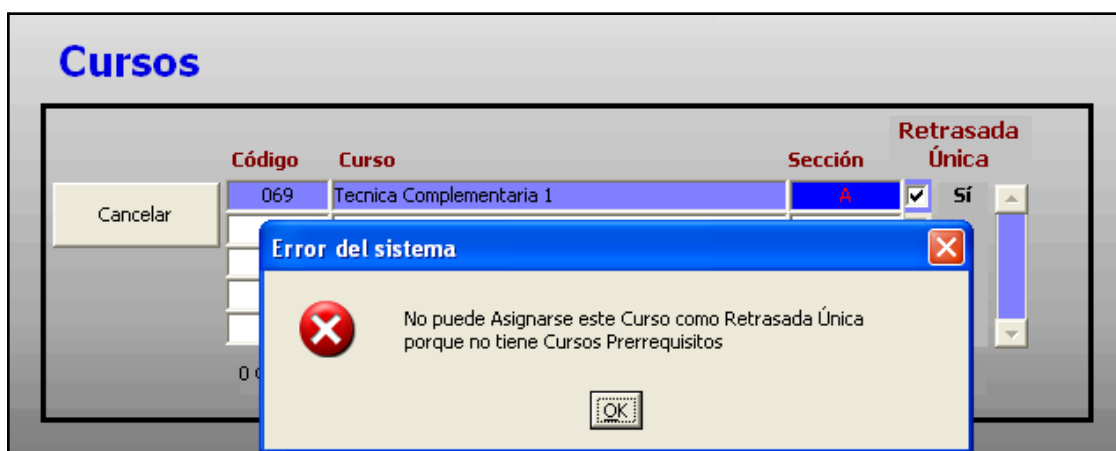 Cursos
Retrasada
Código Curso Sección Única
069 Tecnica Complementaria 1 A Sí
Cancelar
Error del sistema
No puede Asignarse este Curso como Retrasada Única
porque no tiene Cursos Prerrequisitos
OK
0